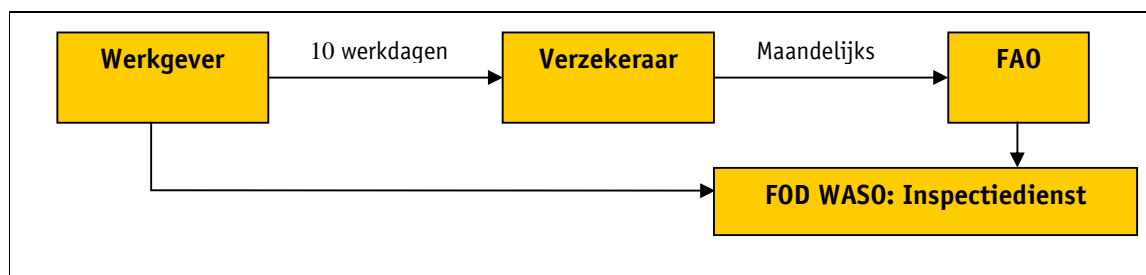 Werkgever
10 werkdagen
Verzekeraar
Maandelijks
FAO
FOD WASO: Inspectiedienst